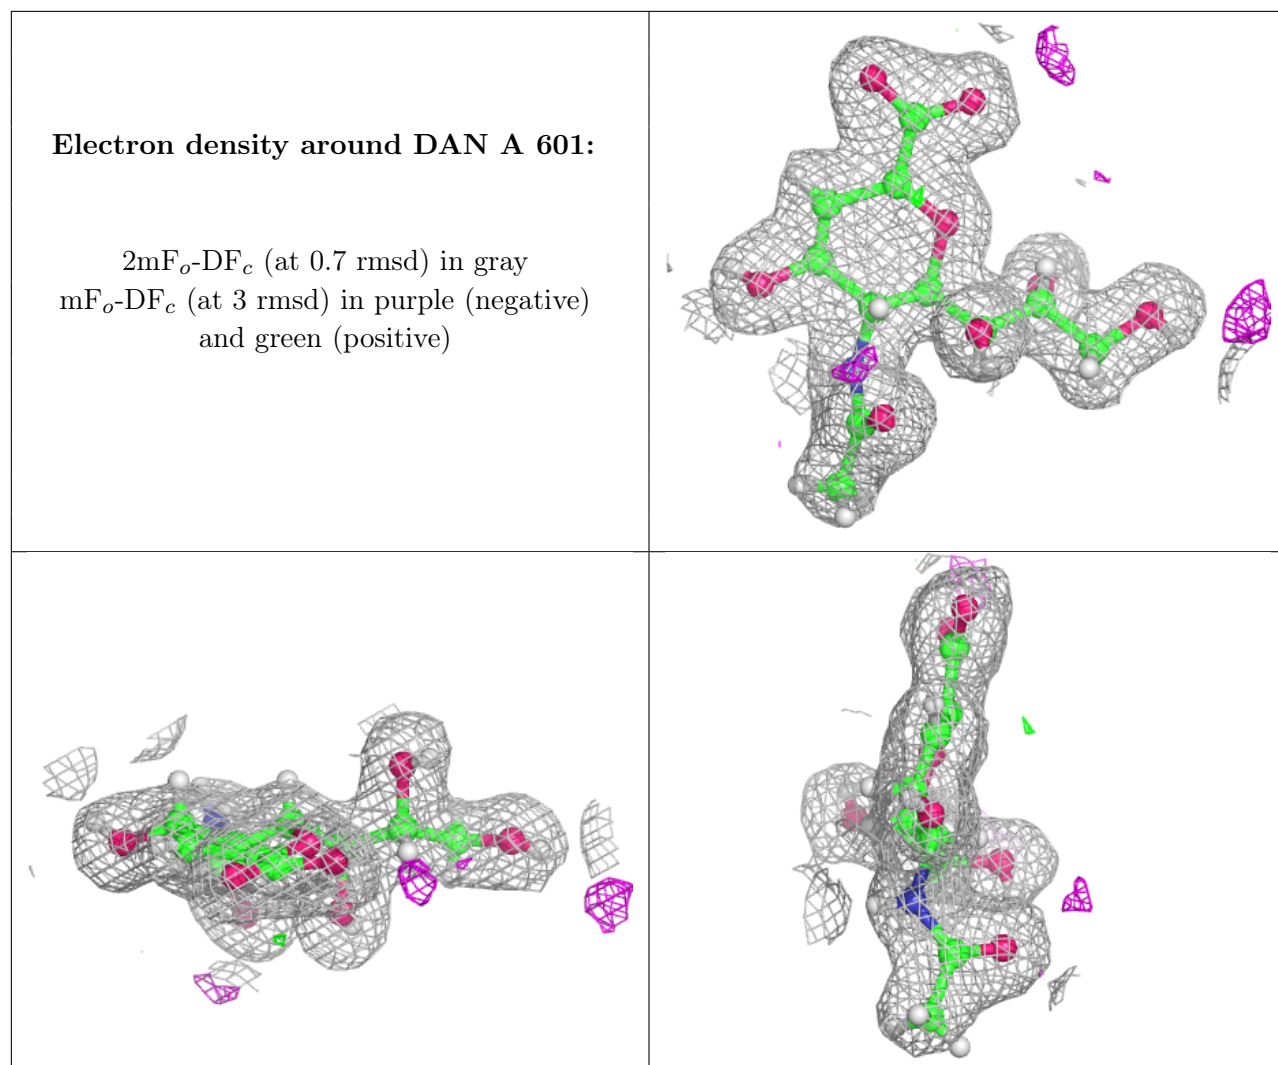 Electron density around DAN A 601:
2mFo-DFc (at 0.7 rmsd) in gray
mFo-DFc (at 3 rmsd) in purple (negative)
and green (positive)